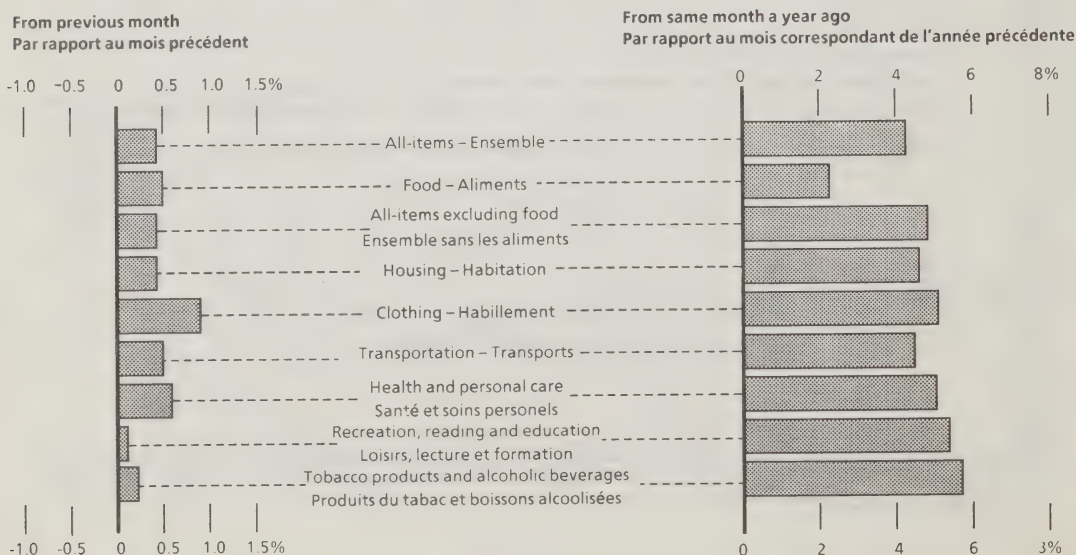 From previous month
Par rapport au mois précédent
From same month a year ago
Par rapport au mois correspondant de l'année précédente
-1.0 -0.5 0 0.5 1.0 1.5%
0 2 4 6 8%
All-items – Ensemble
Food – Aliments
All-items excluding food
Ensemble sans les aliments
Housing – Habitation
Clothing – Habillement
Transportation – Transports
Health and personal care
Santé et soins personels
Recreation, reading and education
Loisirs, lecture et formation
Tobacco products and alcoholic beverages
Produits du tabac et boissons alcoolisées
-1.0 -0.5 0 0.5 1.0 1.5%
0 2 4 6 8%